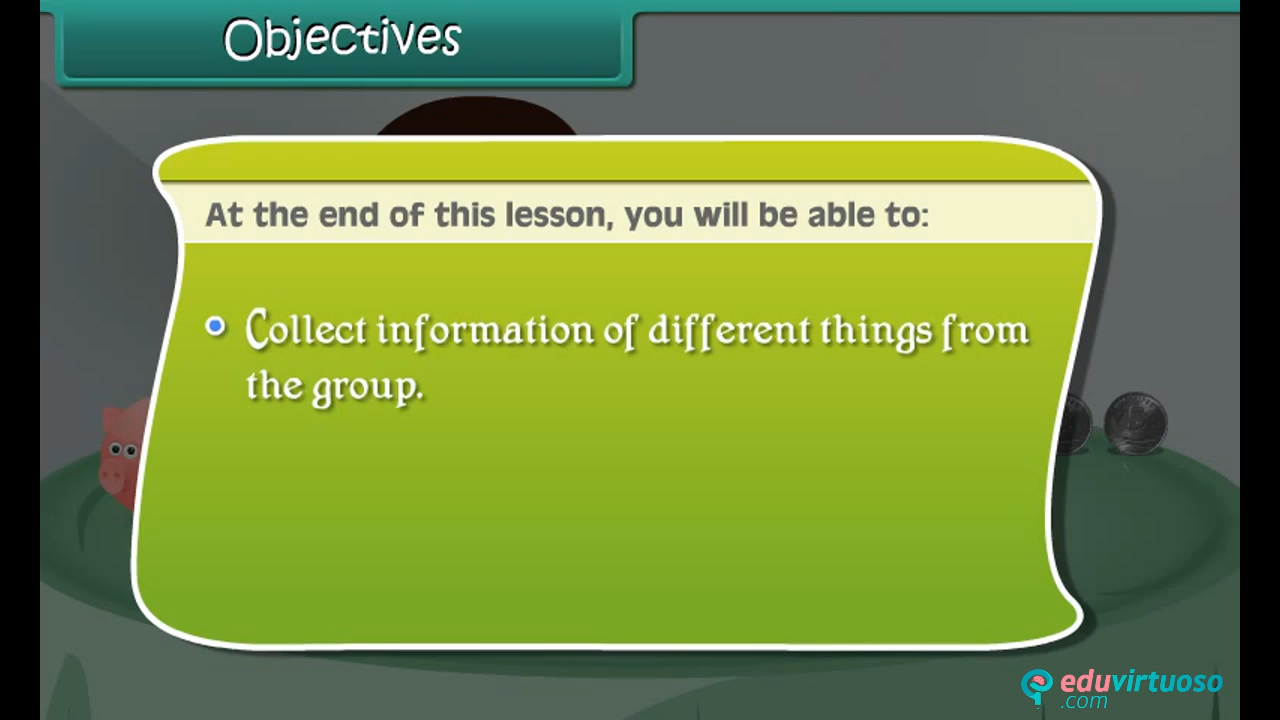 Objectives
At the end of this lesson, you will be able to:
Collect information of different things from
the group.
eduvirtuoso
.com